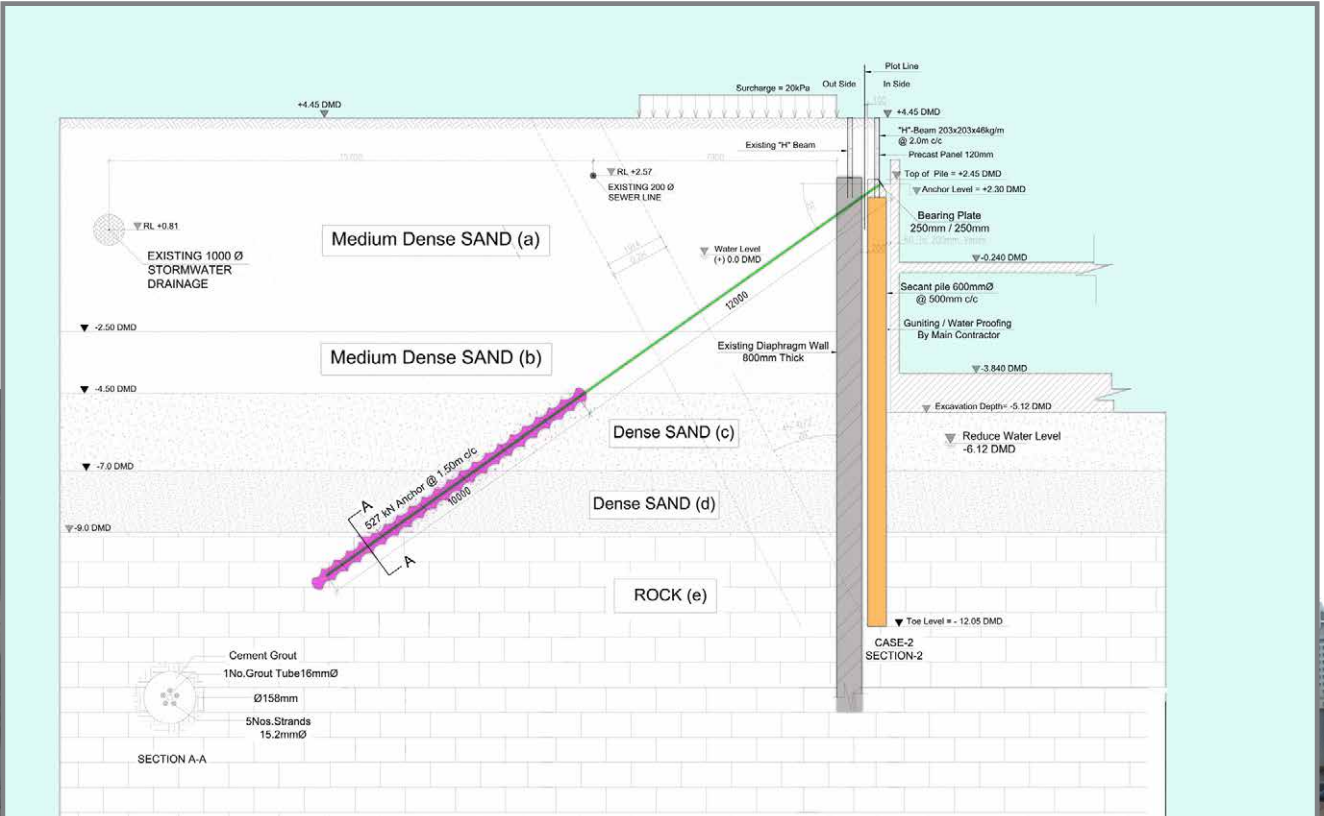 Plot Line
Surcharge = 20kPa
Out Side
In Side
+4.45 DMD
+4.45 DMD
"H"-Beam 203x203x46kg/m
@ 2.0m c/c
Existing "H" Beam
Precast Panel 120mm
RL +2.57
EXISTING 200 Ø
SEWER LINE
Top of Pile = +2.45 DMD
Anchor Level = +2.30 DMD
RL +0.81
Bearing Plate
250mm / 250mm
Medium Dense SAND (a)
EXISTING 1000 Ø
STORMWATER
DRAINAGE
Water Level
(+) 0.0 DMD
-0.240 DMD
Secant pile 600mmØ
@ 500mm c/c
12000
-2.50 DMD
Guniting / Water Proofing
By Main Contractor
Medium Dense SAND (b)
Existing Diaphragm Wall
800mm Thick
-3.840 DMD
-4.50 DMD
Excavation Depth= -5.12 DMD
Dense SAND (c)
Reduce Water Level
-6.12 DMD
-7.0 DMD
527 kN Anchor @ 1.50m c/c
10000
Dense SAND (d)
A
A
-9.0 DMD
ROCK (e)
Toe Level = - 12.05 DMD
CASE-2
SECTION-2
Cement Grout
1No.Grout Tube16mmØ
Ø158mm
5Nos.Strands
15.2mmØ
SECTION A-A